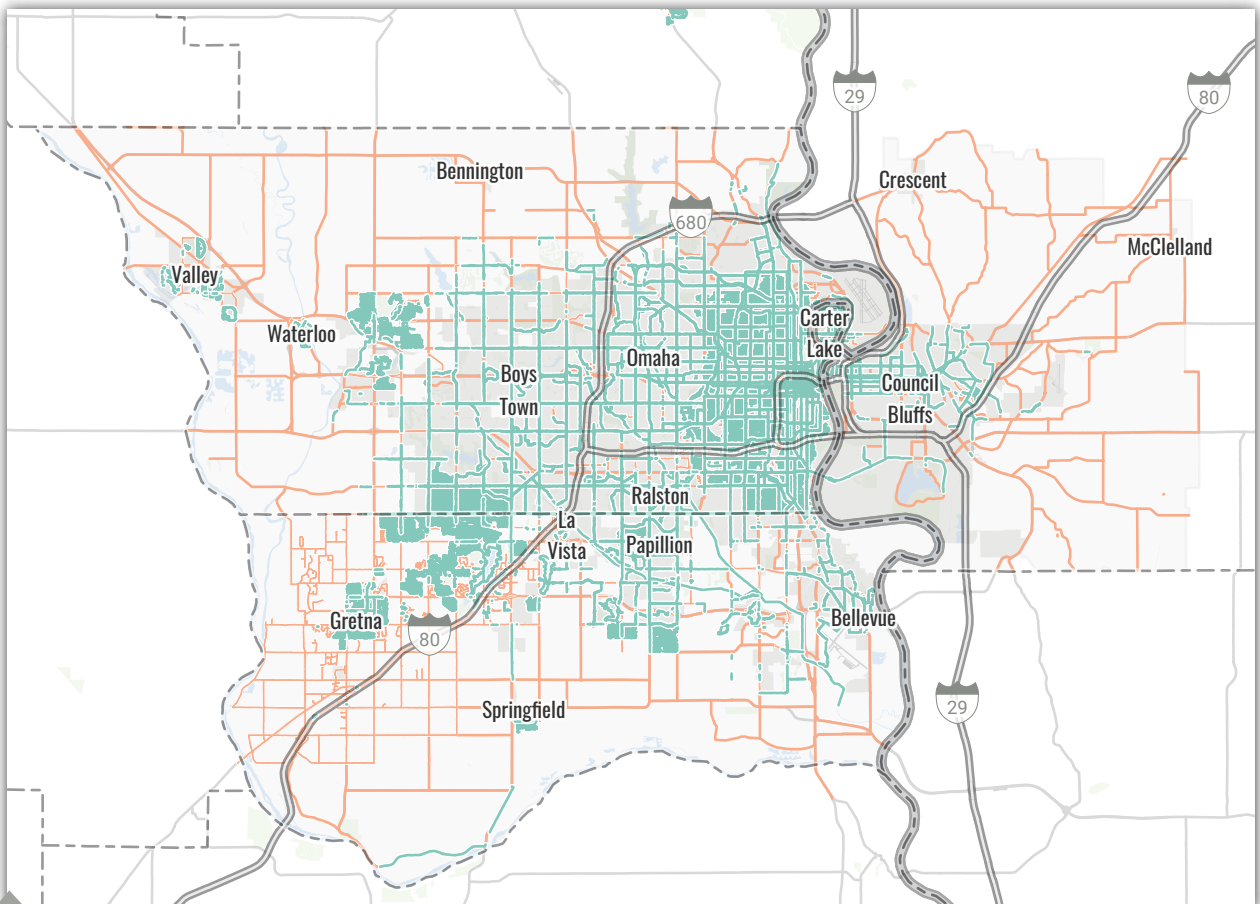 29
80
Bennington
Crescent
680
McClelland
Valley
Carter
Lake
Waterloo
Omaha
Boys
Town
Council
Bluffs
Ralston
La
Vista
Papillion
Gretna
80
Bellevue
29
Springfield